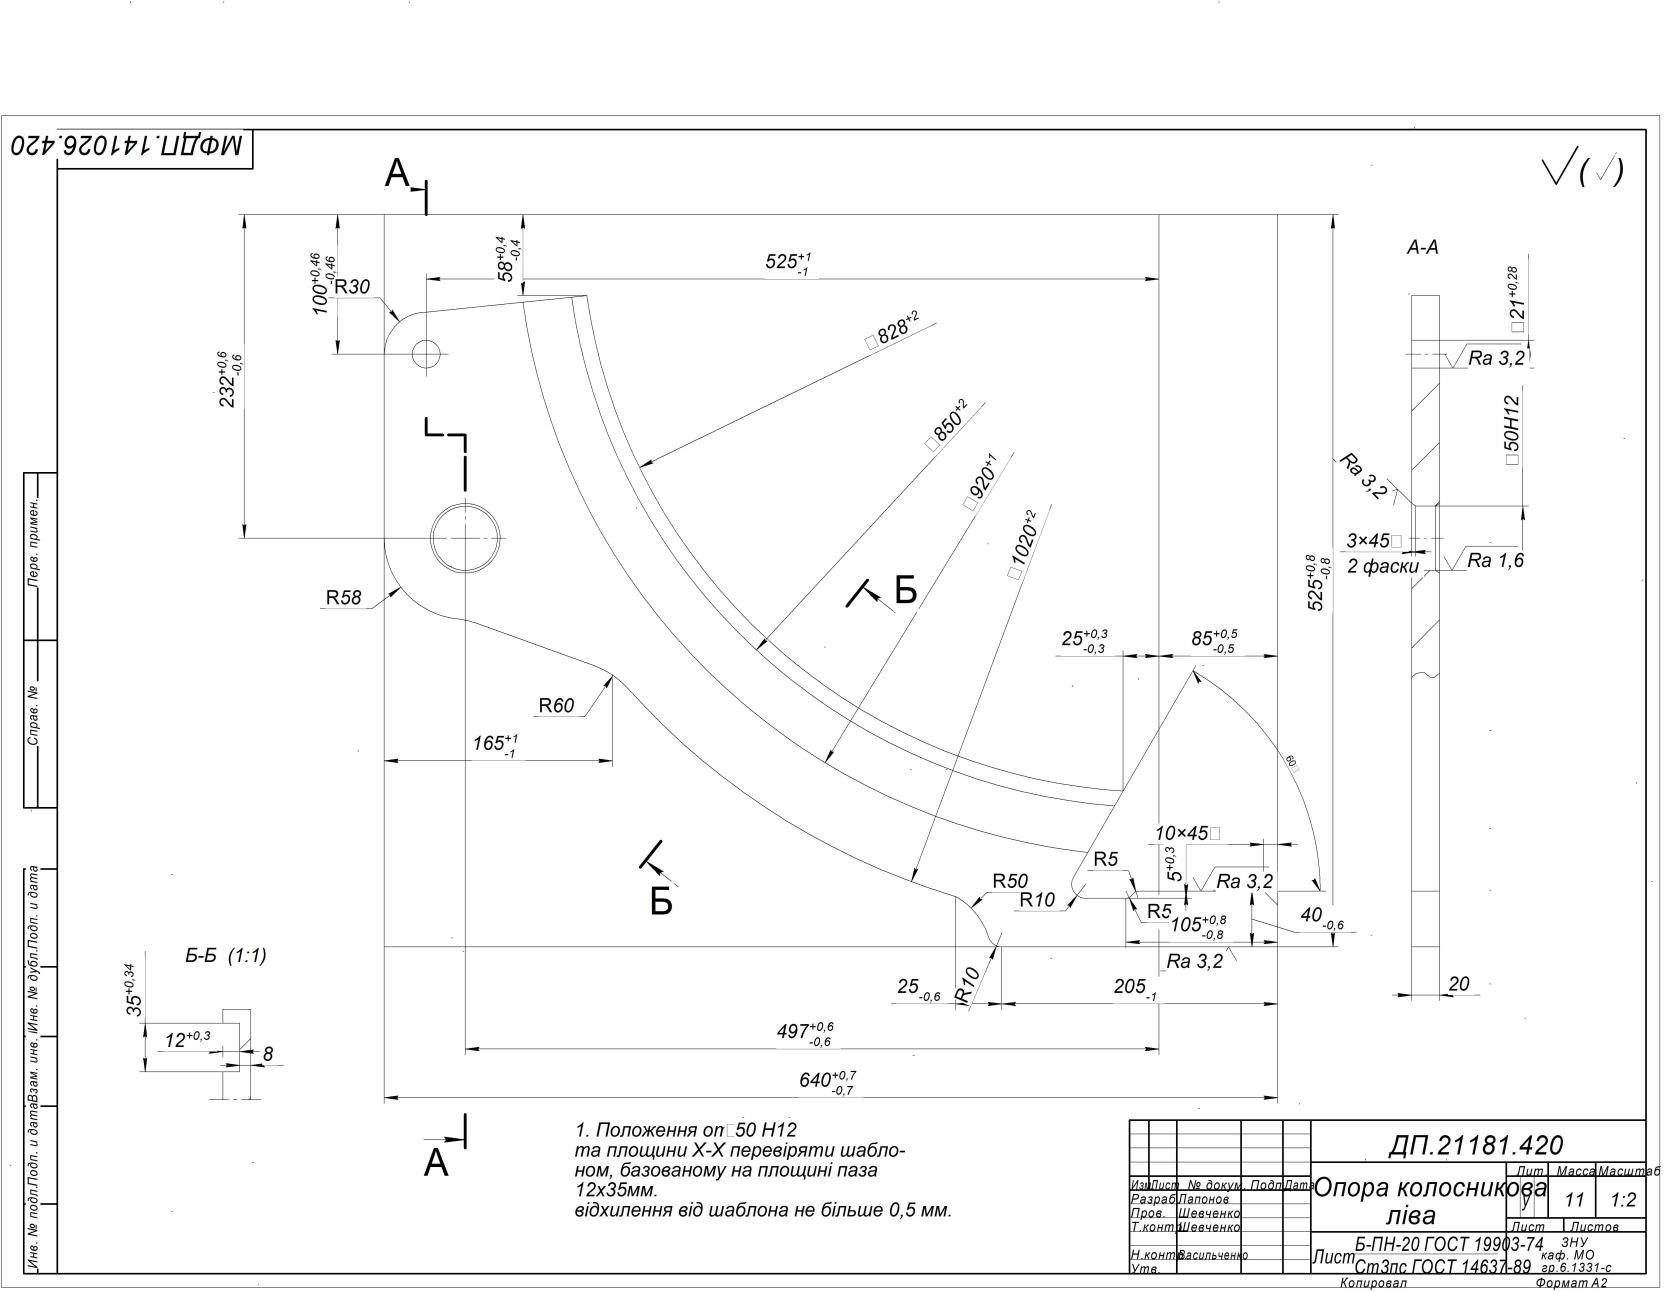 МФДП.141026.420
А
525+1-1
58+0,4-0,4
100+0,46-0,46
R30
232+0,6-0,6
□828+2
□850+2
□920+1
□1020+2
А-А
□21+0,28
Ra 3,2
□50Н12
Ra 3,2
3×45□
2 фаски
Ra 1,6
525+0,8-0,8
R58
Б
25+0,3-0,3
85+0,5-0,5
R60
165+1-1
60□
10×45□
R5
5+0,3
Ra 3,2
R50
R10
R5
105+0,8-0,8
40-0,6
Б
Ra 3,2
Б-Б (1:1)
35+0,34
12+0,3
8
25-0,6
R10
205-1
20
497+0,6-0,6
640+0,7-0,7
А
1. Положення от□50 Н12
та площини Х-Х перевіряти шабло-
ном, базованому на площині паза
12х35мм.
відхилення від шаблона не більше 0,5 мм.
Перв. примен.
Справ. №
Подп. и дата
Инв. № дубл.
Взам. инв. №
Подп. и дата
Инв. № подл.
ДП.21181.420
Опора колосникова
ліва
Лит. Масса Масштаб
у 11 1:2
Лист Листов
Изм Лист № докум. Подп. Дата
Разраб. Лапонов
Пров. Шевченко
Т.контр. Шевченко
Н.контр. Васильченко
Утв.
Лист Б-ПН-20 ГОСТ 19903-74
Ст3пс ГОСТ 14637-89
ЗНУ
каф. МО
гр.6.1331-с
Копировал
Формат А2